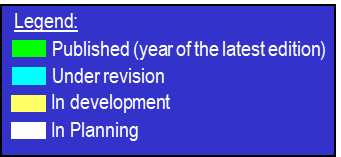 Legend:
Published (year of the latest edition)
Under revision
In development
In Planning